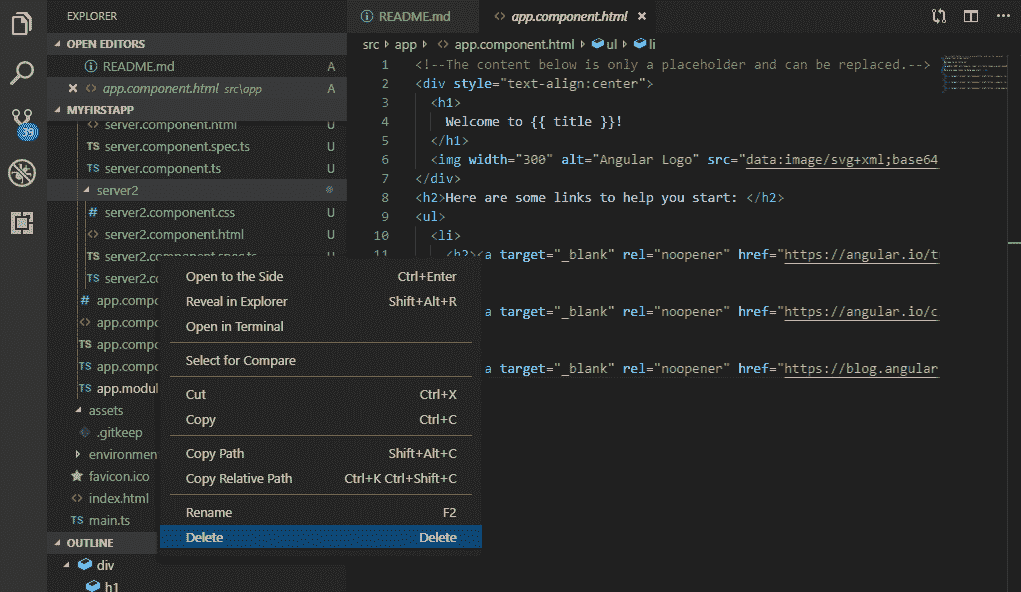 EXPLORER
OPEN EDITORS
README.md A
app.component.html src\app A
MYFIRSTAPP
server.component.html U
TS server.component.spec.ts U
TS server.component.ts U
server2
# server2.component.css U
<> server2.component.html U
TS server2.component.spec.ts U
TS server2.co
# app.compo
<> app.compo
TS app.compo
TS app.compo
TS app.modul
assets
.gitkeep
environmen
favicon.ico
<> index.html
TS main.ts
OUTLINE
div
h1
39
README.md
<> app.component.html ×
src app <> app.component.html ul li
1 <!--The content below is only a placeholder and can be replaced.-->
2 <div style="text-align:center">
3 <h1>
4 Welcome to {{ title }}!
5 </h1>
6 <img width="300" alt="Angular Logo" src="data:image/svg+xml;base64
7 </div>
8 <h2>Here are some links to help you start: </h2>
9 <ul>
10 <li>
11 <h2><a target="_blank" rel="noopener" href="https://angular.io/t
a target="_blank" rel="noopener" href="https://angular.io/c
a target="_blank" rel="noopener" href="https://blog.angular
Open to the Side Ctrl+Enter
Reveal in Explorer Shift+Alt+R
Open in Terminal
Select for Compare
Cut Ctrl+X
Copy Ctrl+C
Copy Path Shift+Alt+C
Copy Relative Path Ctrl+K Ctrl+Shift+C
Rename F2
Delete Delete